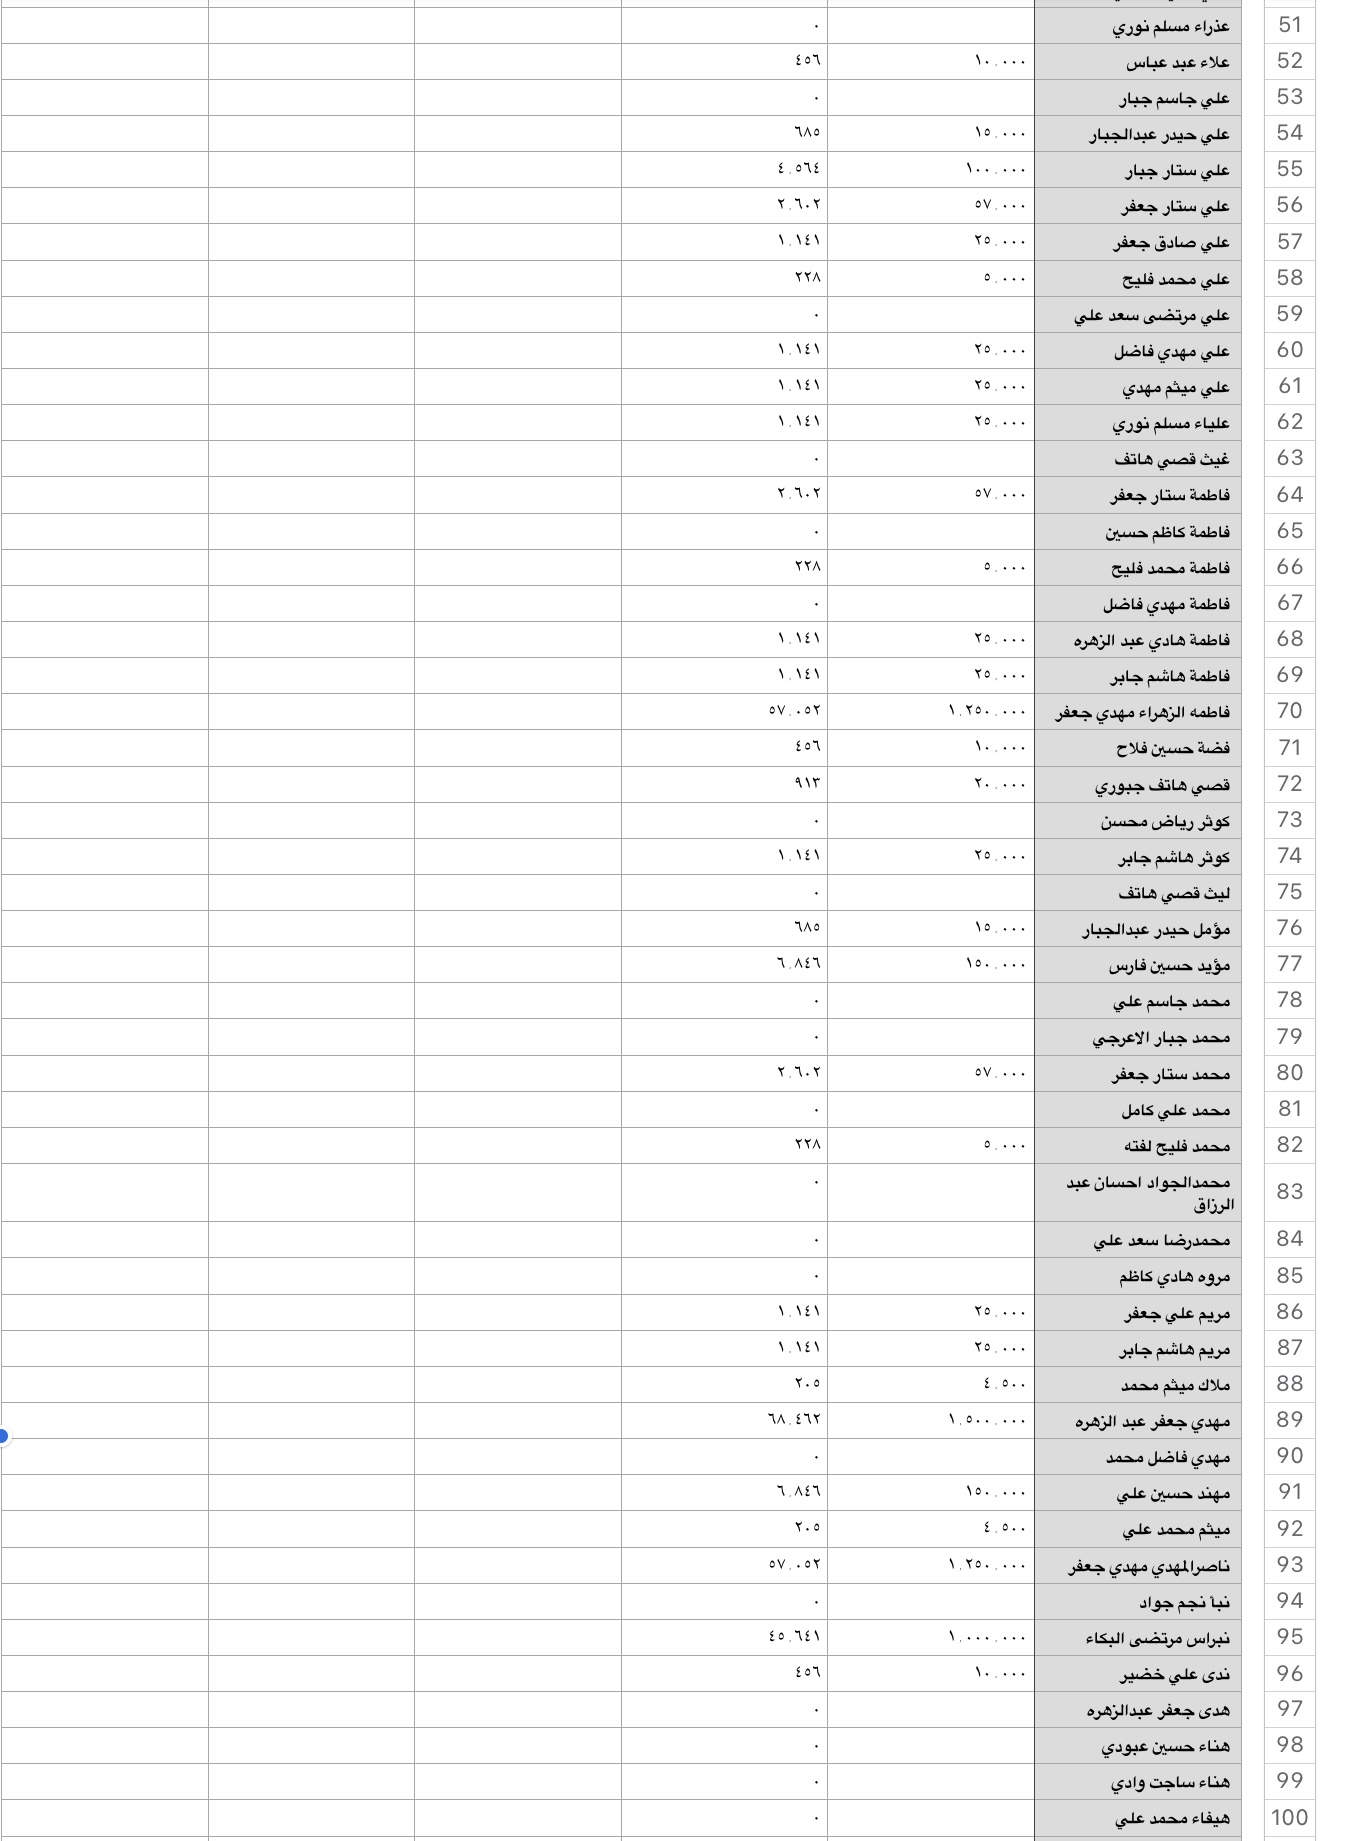 51 عذراء مسلم نوري ٠
52 علاء عبد عباس ١٠,٠٠٠ ٤٥٦
53 علي جاسم جبار ٠
54 علي حيدر عبدالجبار ١٥,٠٠٠ ٦٨٥
55 علي ستار جبار ١٠٠,٠٠٠ ٤,٥٦٤
56 علي ستار جعفر ٥٧,٠٠٠ ٢,٦٠٢
57 علي صادق جعفر ٢٥,٠٠٠ ١,١٤١
58 علي محمد فليح ٥,٠٠٠ ٢٢٨
59 علي مرتضى سعد علي ٠
60 علي مهدي فاضل ٢٥,٠٠٠ ١,١٤١
61 علي ميثم مهدي ٢٥,٠٠٠ ١,١٤١
62 علياء مسلم نوري ٢٥,٠٠٠ ١,١٤١
63 غيث قصي هاتف ٠
64 فاطمة ستار جعفر ٥٧,٠٠٠ ٢,٦٠٢
65 فاطمة كاظم حسين ٠
66 فاطمة محمد فليح ٥,٠٠٠ ٢٢٨
67 فاطمة مهدي فاضل ٠
68 فاطمة هادي عبد الزهره ٢٥,٠٠٠ ١,١٤١
69 فاطمة هاشم جابر ٢٥,٠٠٠ ١,١٤١
70 فاطمه الزهراء مهدي جعفر ١,٢٥٠,٠٠٠ ٥٧,٠٥٢
71 فضة حسين فلاح ١٠,٠٠٠ ٤٥٦
72 قصي هاتف جبوري ٢٠,٠٠٠ ٩١٣
73 كوثر رياض محسن ٠
74 كوثر هاشم جابر ٢٥,٠٠٠ ١,١٤١
75 ليث قصي هاتف ٠
76 مؤمل حيدر عبدالجبار ١٥,٠٠٠ ٦٨٥
77 مؤيد حسين فارس ١٥٠,٠٠٠ ٦,٨٤٦
78 محمد جاسم علي ٠
79 محمد جبار الاعرجي ٠
80 محمد ستار جعفر ٥٧,٠٠٠ ٢,٦٠٢
81 محمد علي كامل ٠
82 محمد فليح لفته ٥,٠٠٠ ٢٢٨
83 محمدالجواد احسان عبد ٠
الرزاق
84 محمدرضا سعد علي ٠
85 مروه هادي كاظم ٠
86 مريم علي جعفر ٢٥,٠٠٠ ١,١٤١
87 مريم هاشم جابر ٢٥,٠٠٠ ١,١٤١
88 ملاك ميثم محمد ٤,٥٠٠ ٢٠٥
89 مهدي جعفر عبد الزهره ١,٥٠٠,٠٠٠ ٦٨,٤٦٢
90 مهدي فاضل محمد ٠
91 مهند حسين علي ١٥٠,٠٠٠ ٦,٨٤٦
92 ميثم محمد علي ٤,٥٠٠ ٢٠٥
93 ناصرالمهدي مهدي جعفر ١,٢٥٠,٠٠٠ ٥٧,٠٥٢
94 نبأ نجم جواد ٠
95 نبراس مرتضى البكاء ١,٠٠٠,٠٠٠ ٤٥,٦٤١
96 ندى علي خضير ١٠,٠٠٠ ٤٥٦
97 هدى جعفر عبدالزهره ٠
98 هناء حسين عبودي ٠
99 هناء ساجت وادي ٠
100 هيفاء محمد علي ٠